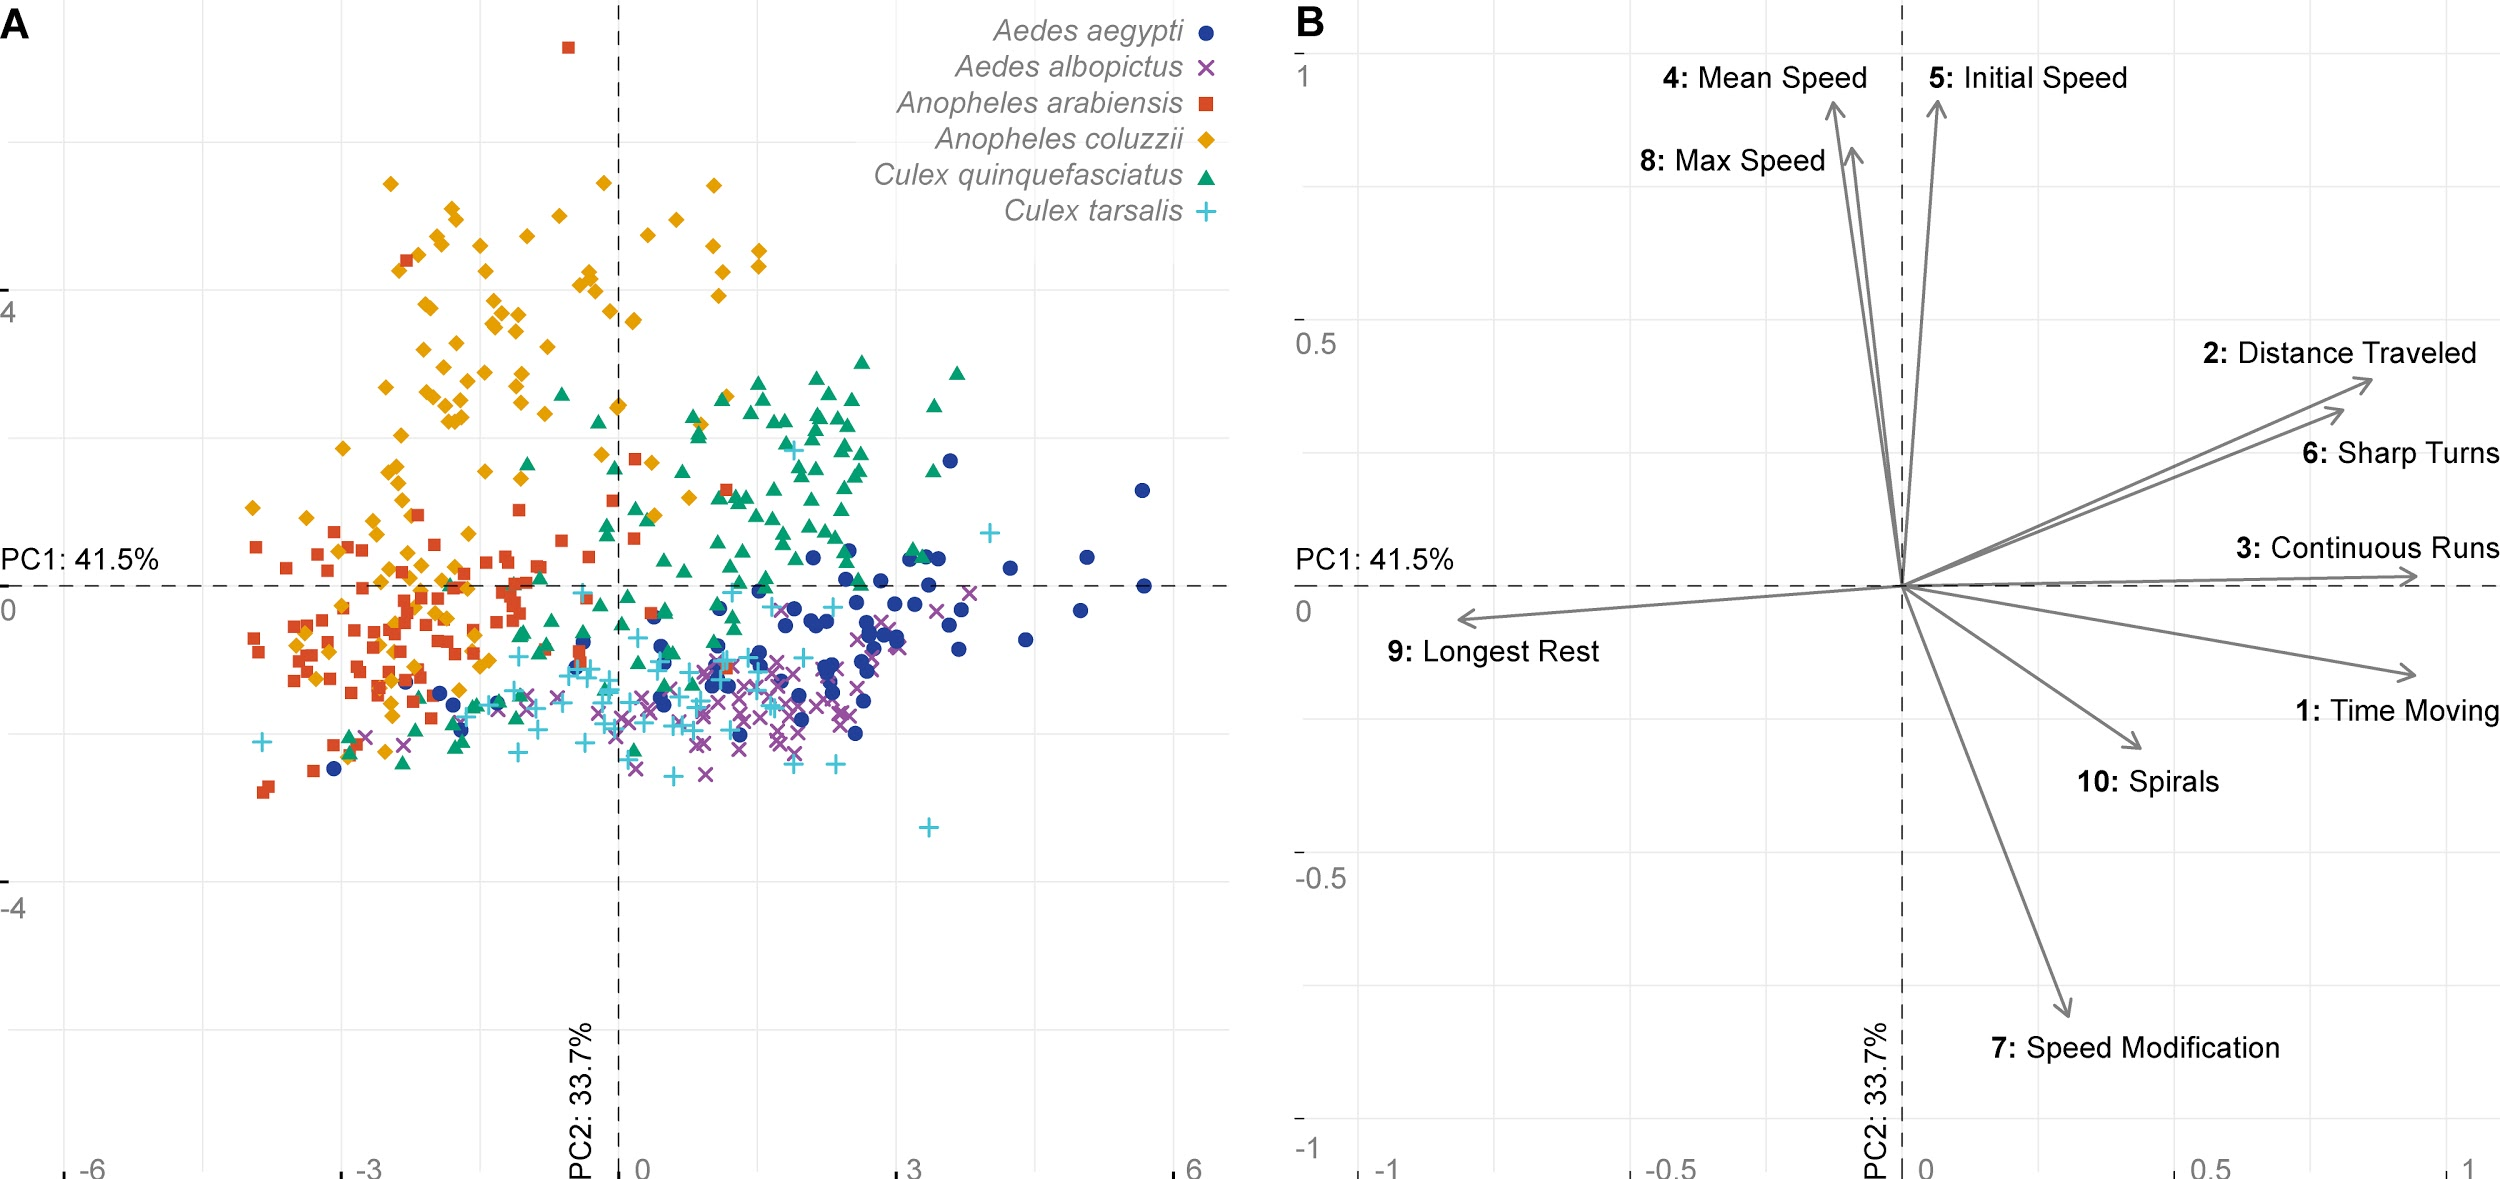 A
Aedes aegypti
Aedes albopictus
Anopheles arabiensis
Anopheles coluzzii
Culex quinquefasciatus
Culex tarsalis
4
PC1: 41.5%
0
-4
PC2: 33.7%
-6
-3
0
3
6
B
1
4: Mean Speed
5: Initial Speed
8: Max Speed
0.5
2: Distance Traveled
6: Sharp Turns
3: Continuous Runs
PC1: 41.5%
0
9: Longest Rest
1: Time Moving
10: Spirals
-0.5
7: Speed Modification
PC2: 33.7%
-1
-1
-0.5
0
0.5
1